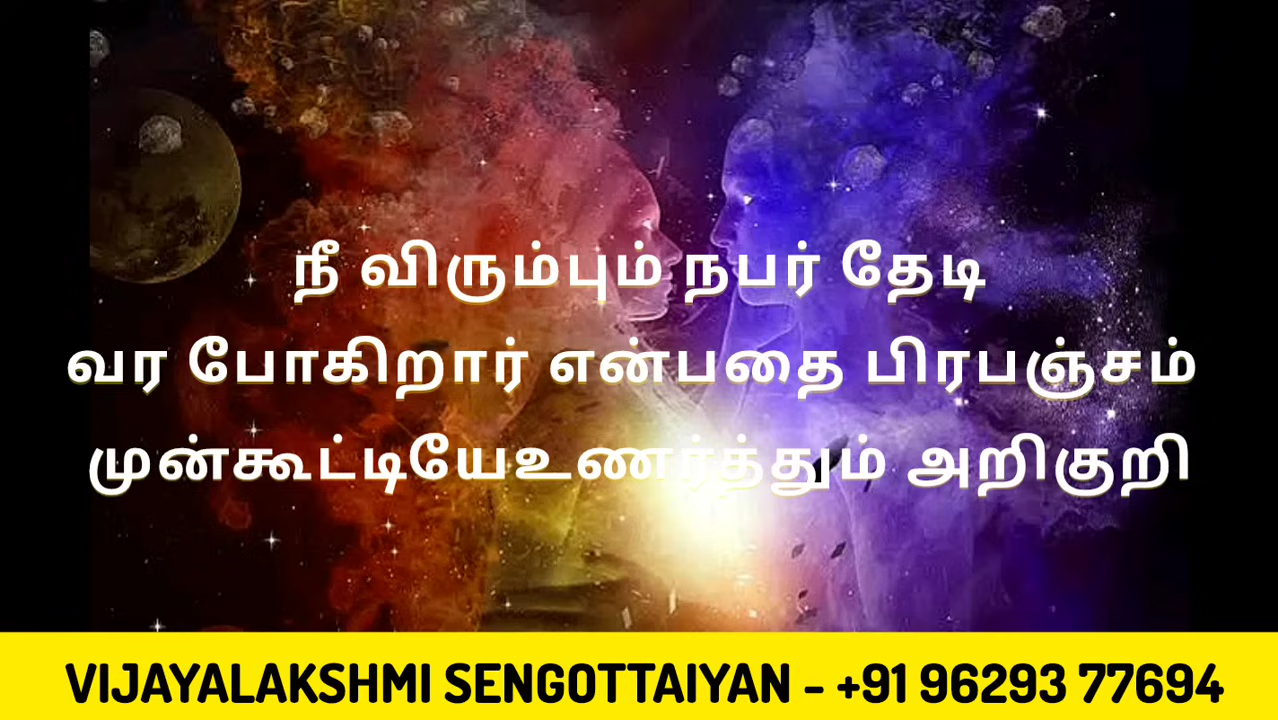 நீ விரும்பும் நபர் தேடி
வர போகிறார் என்பதை பிரபஞ்சம்
முன்கூட்டியேஉணர்த்தும் அறிகுறி
VIJAYALAKSHMI SENGOTTAIYAN - +91 96293 77694